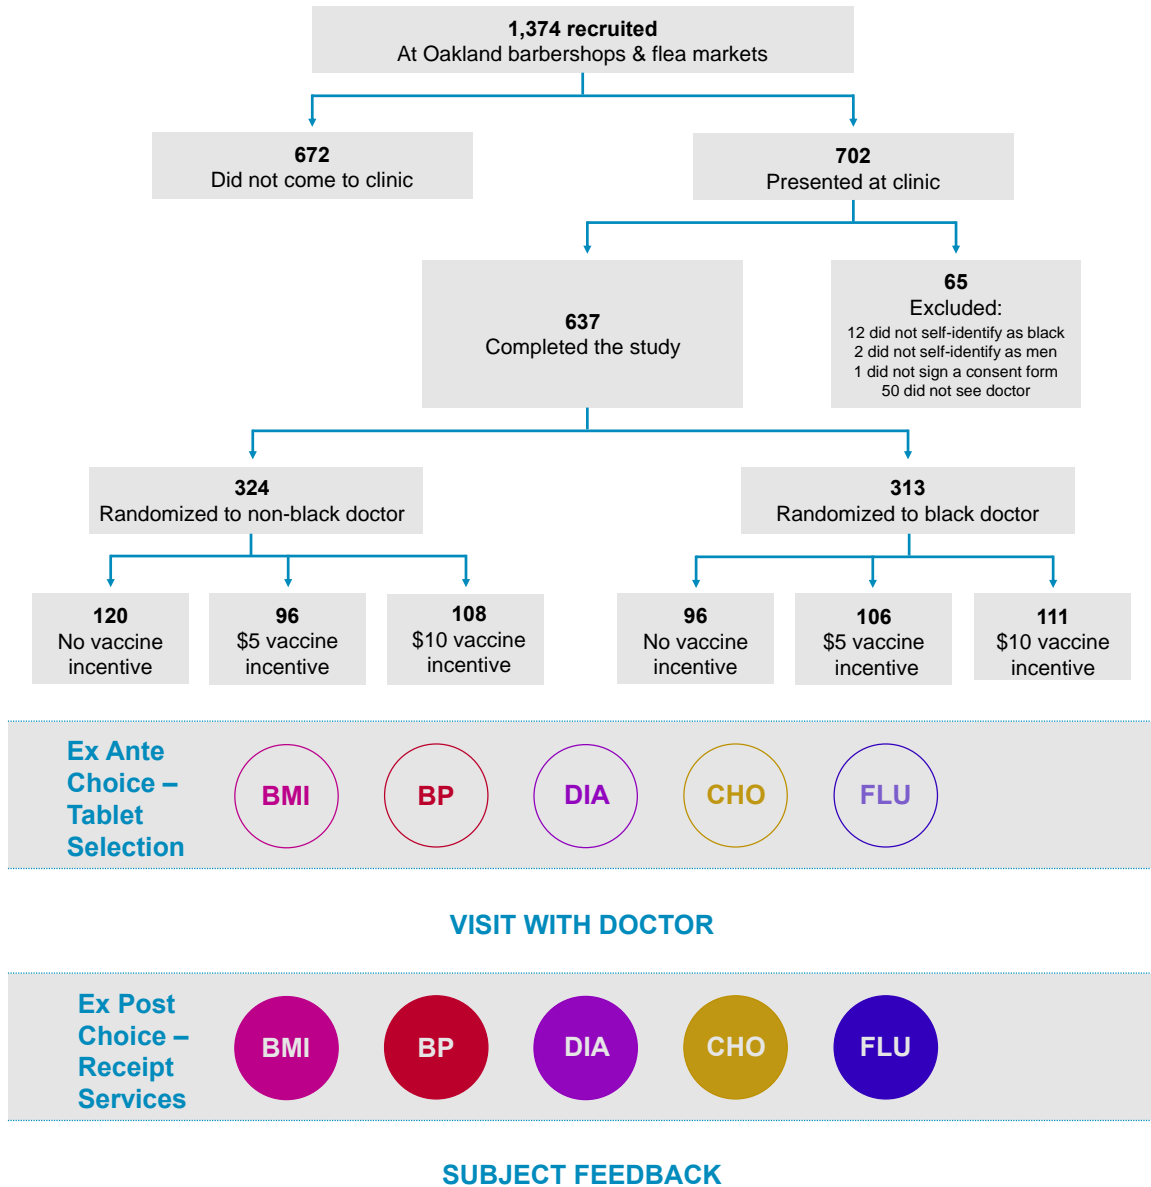 1,374 recruited
At Oakland barbershops & flea markets
672
Did not come to clinic
702
Presented at clinic
637
Completed the study
65
Excluded:
12 did not self-identify as black
2 did not self-identify as men
1 did not sign a consent form
50 did not see doctor
324
Randomized to non-black doctor
313
Randomized to black doctor
120
No vaccine
incentive
96
$5 vaccine
incentive
108
$10 vaccine
incentive
96
No vaccine
incentive
106
$5 vaccine
incentive
111
$10 vaccine
incentive
Ex Ante
Choice –
Tablet
Selection
BMI
BP
DIA
CHO
FLU
VISIT WITH DOCTOR
Ex Post
Choice –
Receipt
Services
BMI
BP
DIA
CHO
FLU
SUBJECT FEEDBACK